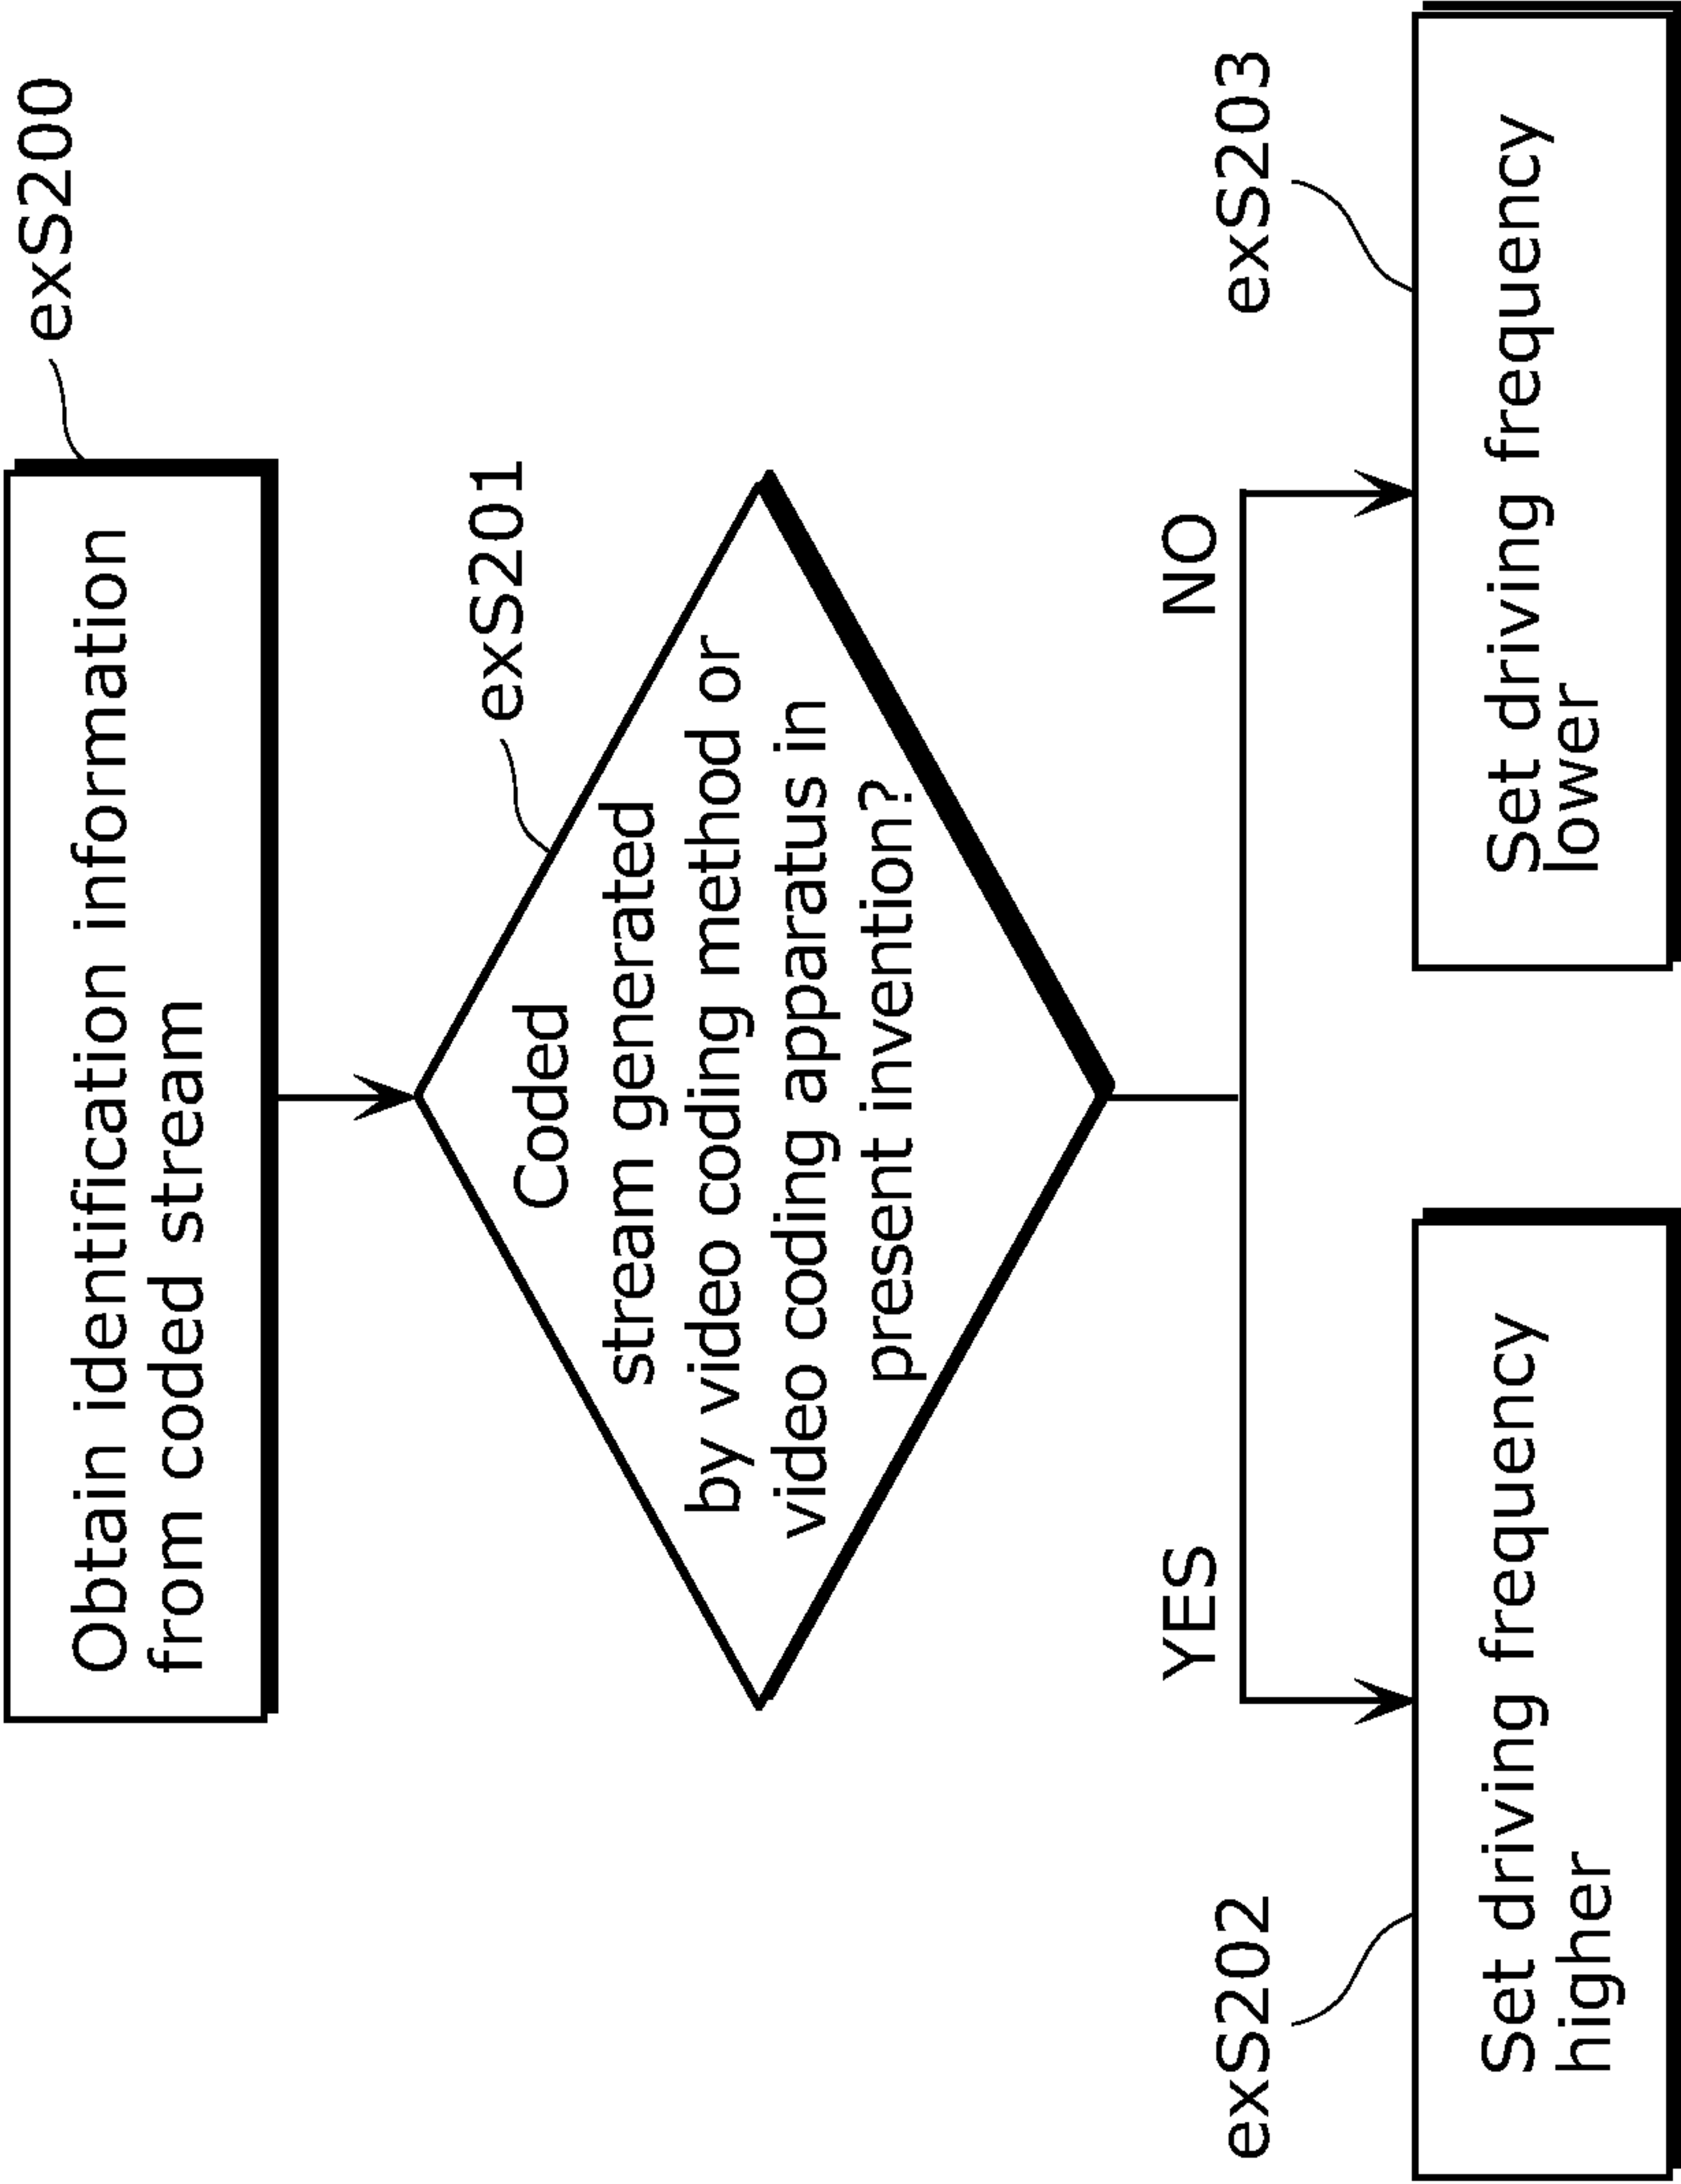 exS200
Obtain identification information
from coded stream
exS201
Coded
stream generated
by video coding method or
video coding apparatus in
present invention?
YES
NO
exS202
exS203
Set driving frequency
higher
Set driving frequency
lower